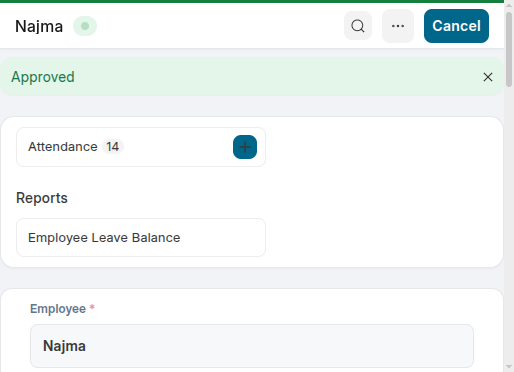 Najma
Cancel
Approved
Attendance 14
Reports
Employee Leave Balance
Employee *
Najma